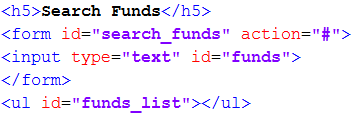 <h5>Search Funds</h5>
<form id="search_funds" action="#">
<input type="text" id="funds">
</form>
<ul id="funds_list"></ul>